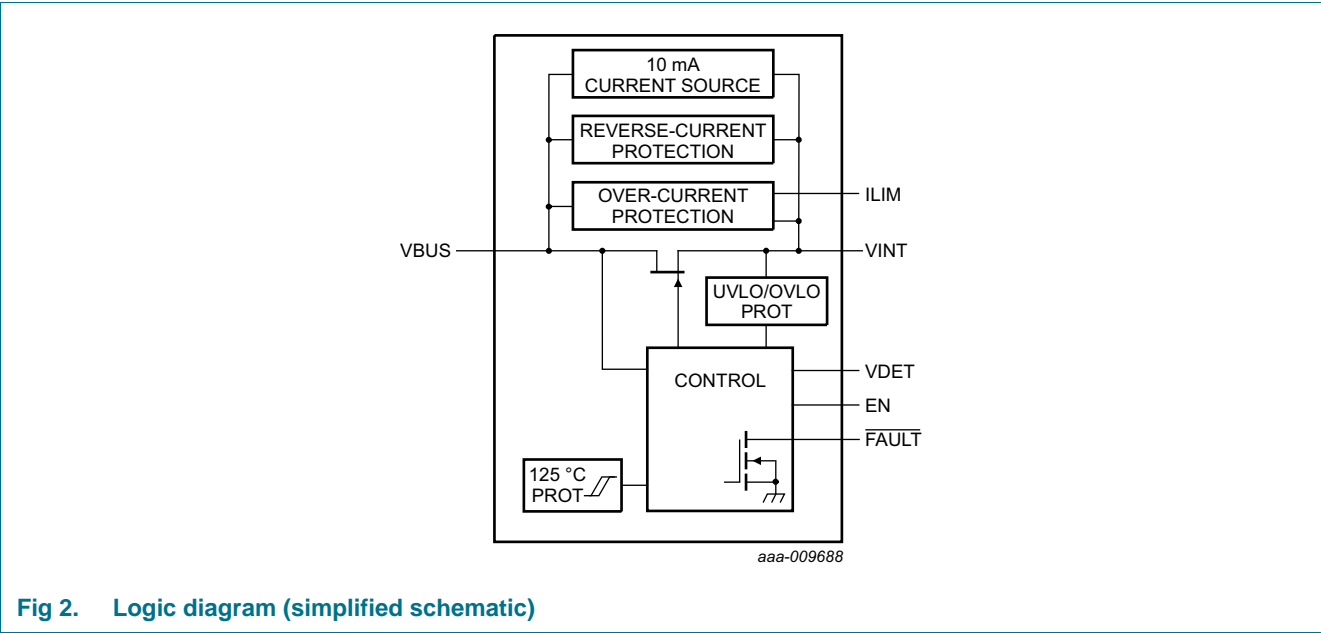 10 mA
CURRENT SOURCE
REVERSE-CURRENT
PROTECTION
OVER-CURRENT
PROTECTION
ILIM
VBUS
VINT
UVLO/OVLO
PROT
CONTROL
VDET
EN
FAULT
125 °C
PROT
aaa-009688
Fig 2. Logic diagram (simplified schematic)